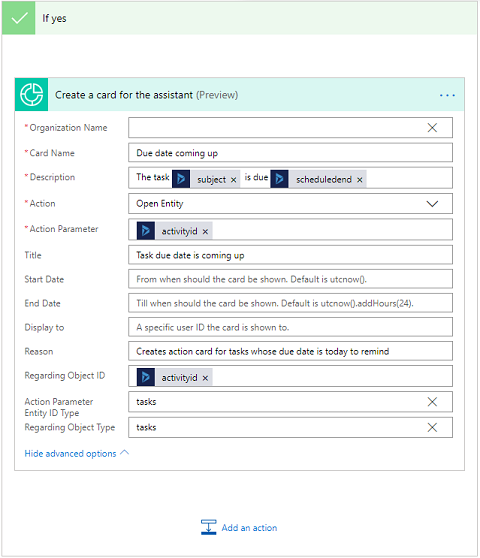 If yes
Create a card for the assistant (Preview)
* Organization Name
* Card Name Due date coming up
* Description The task subject × is due scheduledend ×
* Action Open Entity
* Action Parameter activityid ×
Title Task due date is coming up
Start Date From when should the card be shown. Default is utcnow().
End Date Till when should the card be shown. Default is utcnow().addHours(24).
Display to A specific user ID the card is shown to.
Reason Creates action card for tasks whose due date is today to remind
Regarding Object ID activityid ×
Action Parameter
Entity ID Type tasks
Regarding Object Type tasks
Hide advanced options
Add an action